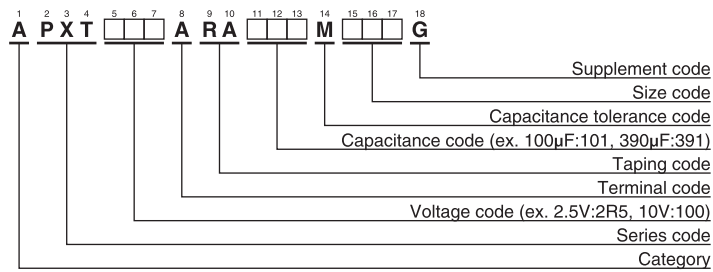 1 2 3 4 5 6 7 8 9 10 11 12 13 14 15 16 17 18
A P X T A R A M G
Supplement code
Size code
Capacitance tolerance code
Capacitance code (ex. 100μF:101, 390μF:391)
Taping code
Terminal code
Voltage code (ex. 2.5V:2R5, 10V:100)
Series code
Category